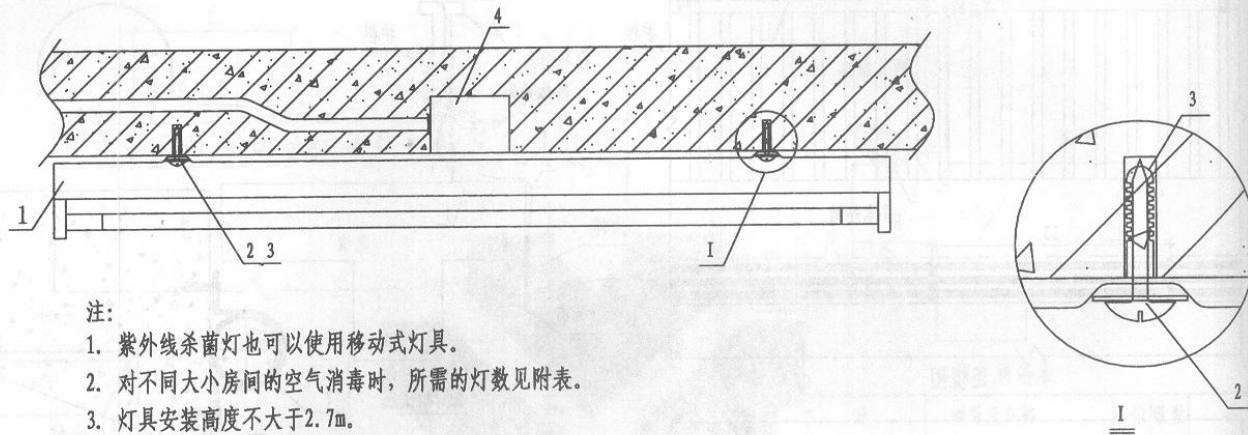 4
3
1
2 3
I
2
I
注:
1. 紫外线杀菌灯也可以使用移动式灯具。
2. 对不同大小房间的空气消毒时，所需的灯数见附表。
3. 灯具安装高度不大于2.7m。